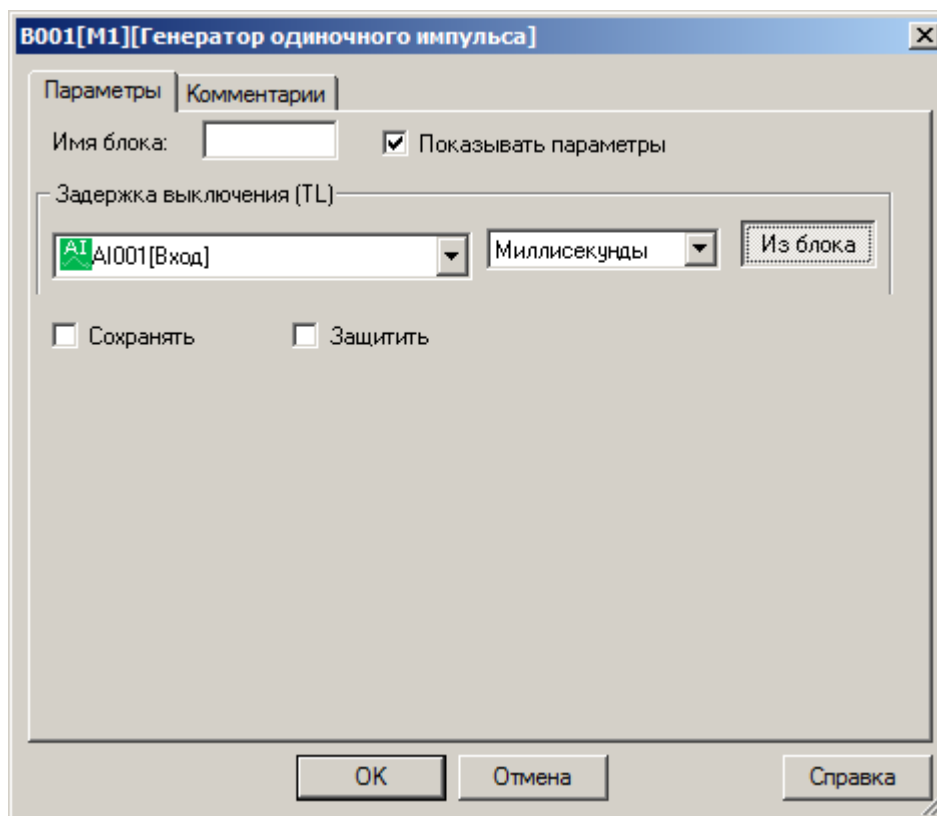 B001[M1][Генератор одиночного импульса]
Параметры Комментарии
Имя блока: Показывать параметры
Задержка выключения (TL)
AI AI001[Вход] Миллисекунды Из блока
Сохранять Защитить
OK Отмена Справка